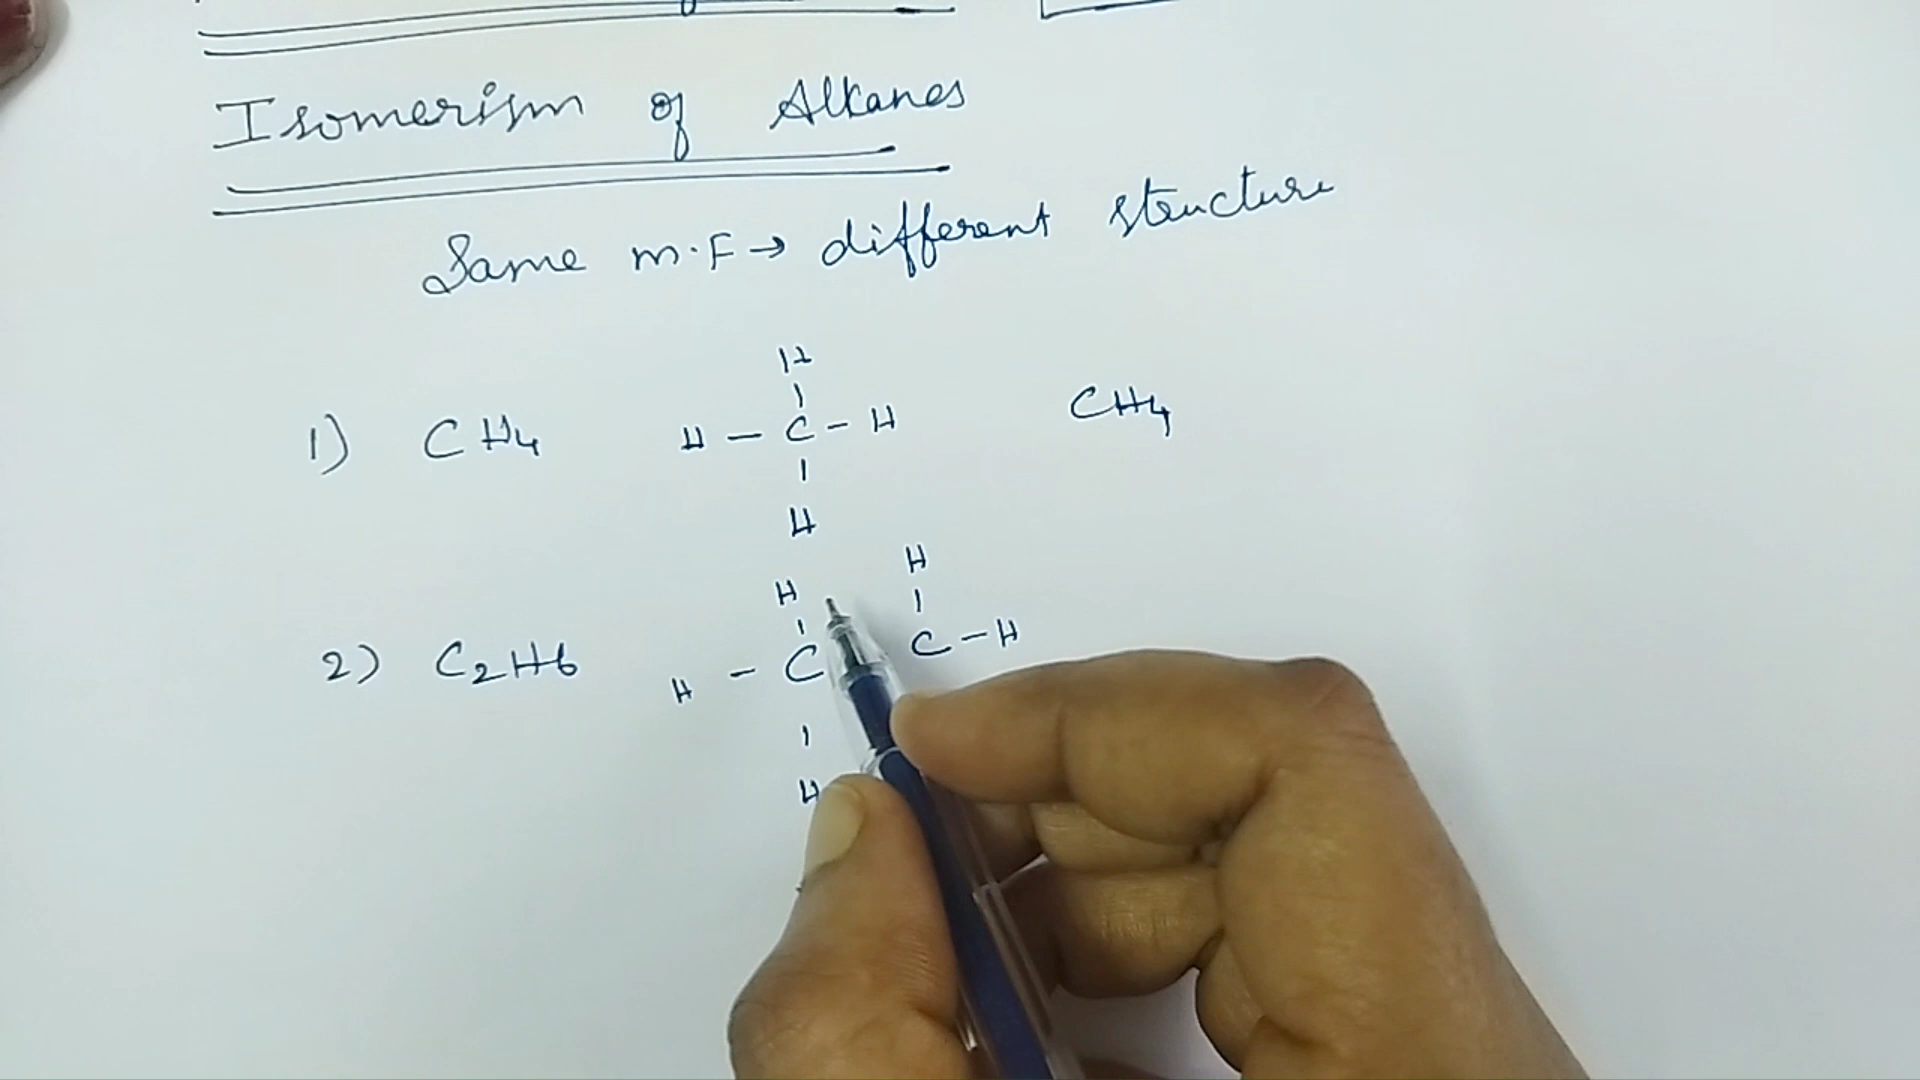 Isomerism of Alkanes
Same m.F → different structure
H
|
1) CH4 H — C — H CH4
|
H
H H
| |
2) C2H6 H — C C — H
|
H